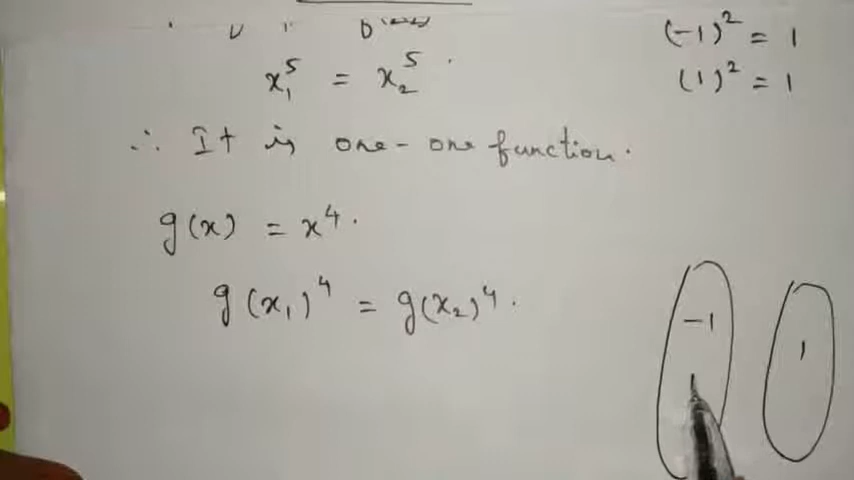 (-1)² = 1
x₁⁵ = x₂⁵.
(1)² = 1
∴ It is one-one function.
g(x) = x⁴.
g(x₁)⁴ = g(x₂)⁴.
-1
1
1